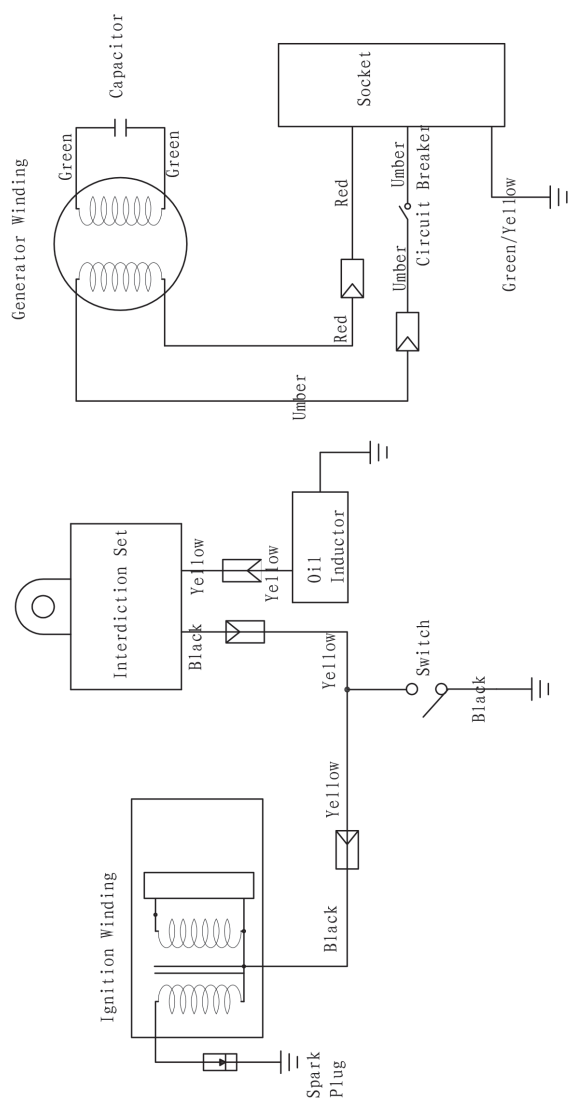 Ignition Winding
Spark
Plug
Black
Yellow
Interdiction Set
Black
Yellow
Yellow
Yellow
Oil
Inductor
Switch
Black
Generator Winding
Green
Green
Capacitor
Umber
Red
Red
Umber
Umber
Circuit Breaker
Socket
Green/Yellow